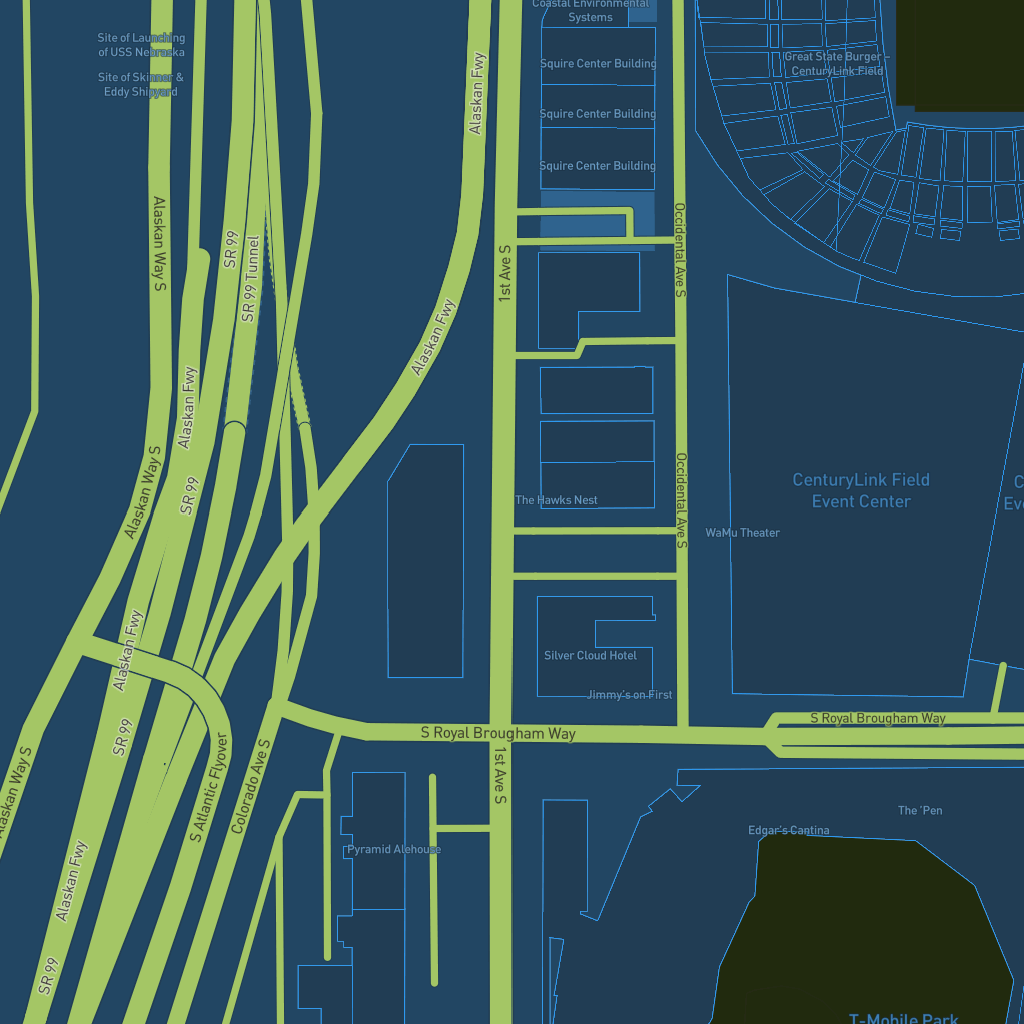 Coastal Environmental
Systems
Site of Launching
of USS Nebraska
Site of Skinner &
Eddy Shipyard
Squire Center Building
Squire Center Building
Squire Center Building
Great State Burger -
CenturyLink Field
Alaskan Fwy
Alaskan Way S
SR 99
SR 99 Tunnel
1st Ave S
Occidental Ave S
Alaskan Fwy
Alaskan Fwy
Alaskan Way S
SR 99
Occidental Ave S
The Hawks Nest
CenturyLink Field
Event Center
C
Eve
WaMu Theater
Alaskan Fwy
Silver Cloud Hotel
Jimmy's on First
SR 99
S Royal Brougham Way
S Royal Brougham Way
Alaskan Way S
S Atlantic Flyover
Colorado Ave S
1st Ave S
The 'Pen
Edgar's Cantina
Pyramid Alehouse
Alaskan Fwy
SR 99
T-Mobile Park